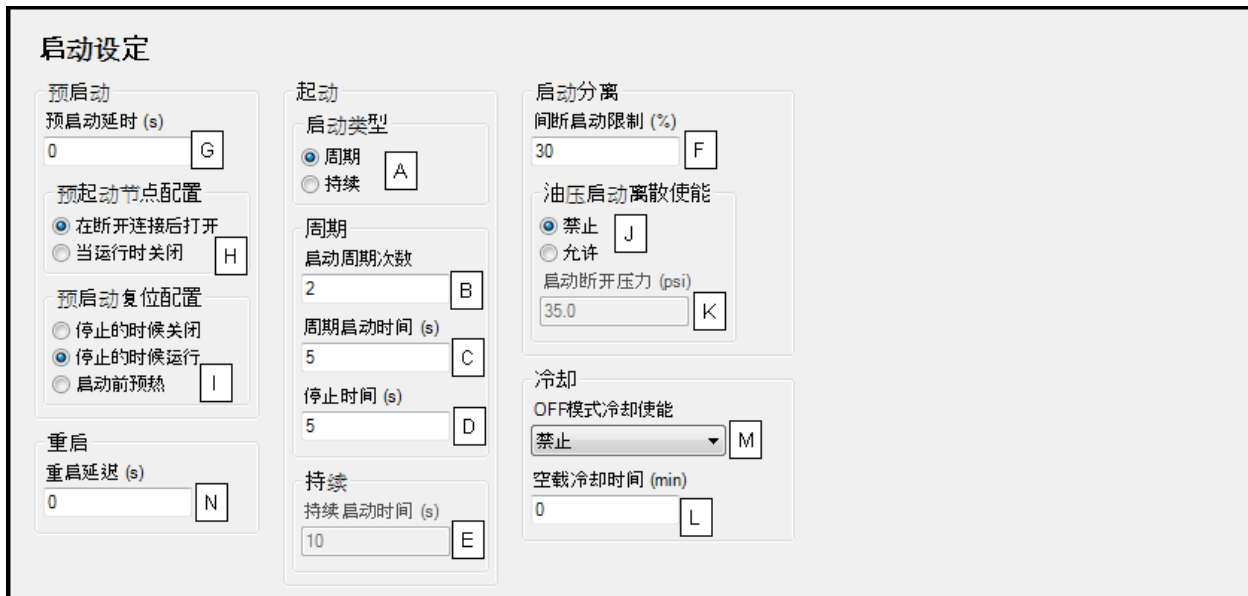 启动设定
预启动
预启动延时 (s)
0
G
预起动节点配置
在断开连接后打开
当运行时关闭
H
预启动复位配置
停止的时候关闭
停止的时候运行
启动前预热
I
重启
重启延迟 (s)
0
N
起动
启动类型
周期
持续
A
周期
启动周期次数
2
B
周期启动时间 (s)
5
C
停止时间 (s)
5
D
持续
持续启动时间 (s)
10
E
启动分离
间断启动限制 (%)
30
F
油压启动离散使能
禁止
允许
J
启动断开压力 (psi)
35.0
K
冷却
OFF模式冷却使能
禁止
M
空载冷却时间 (min)
0
L